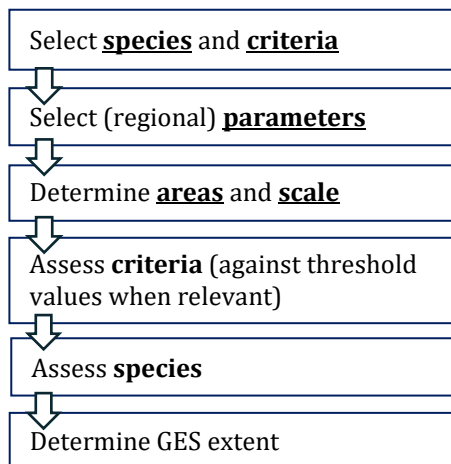 Select species and criteria
Select (regional) parameters
Determine areas and scale
Assess criteria (against threshold
values when relevant)
Assess species
Determine GES extent